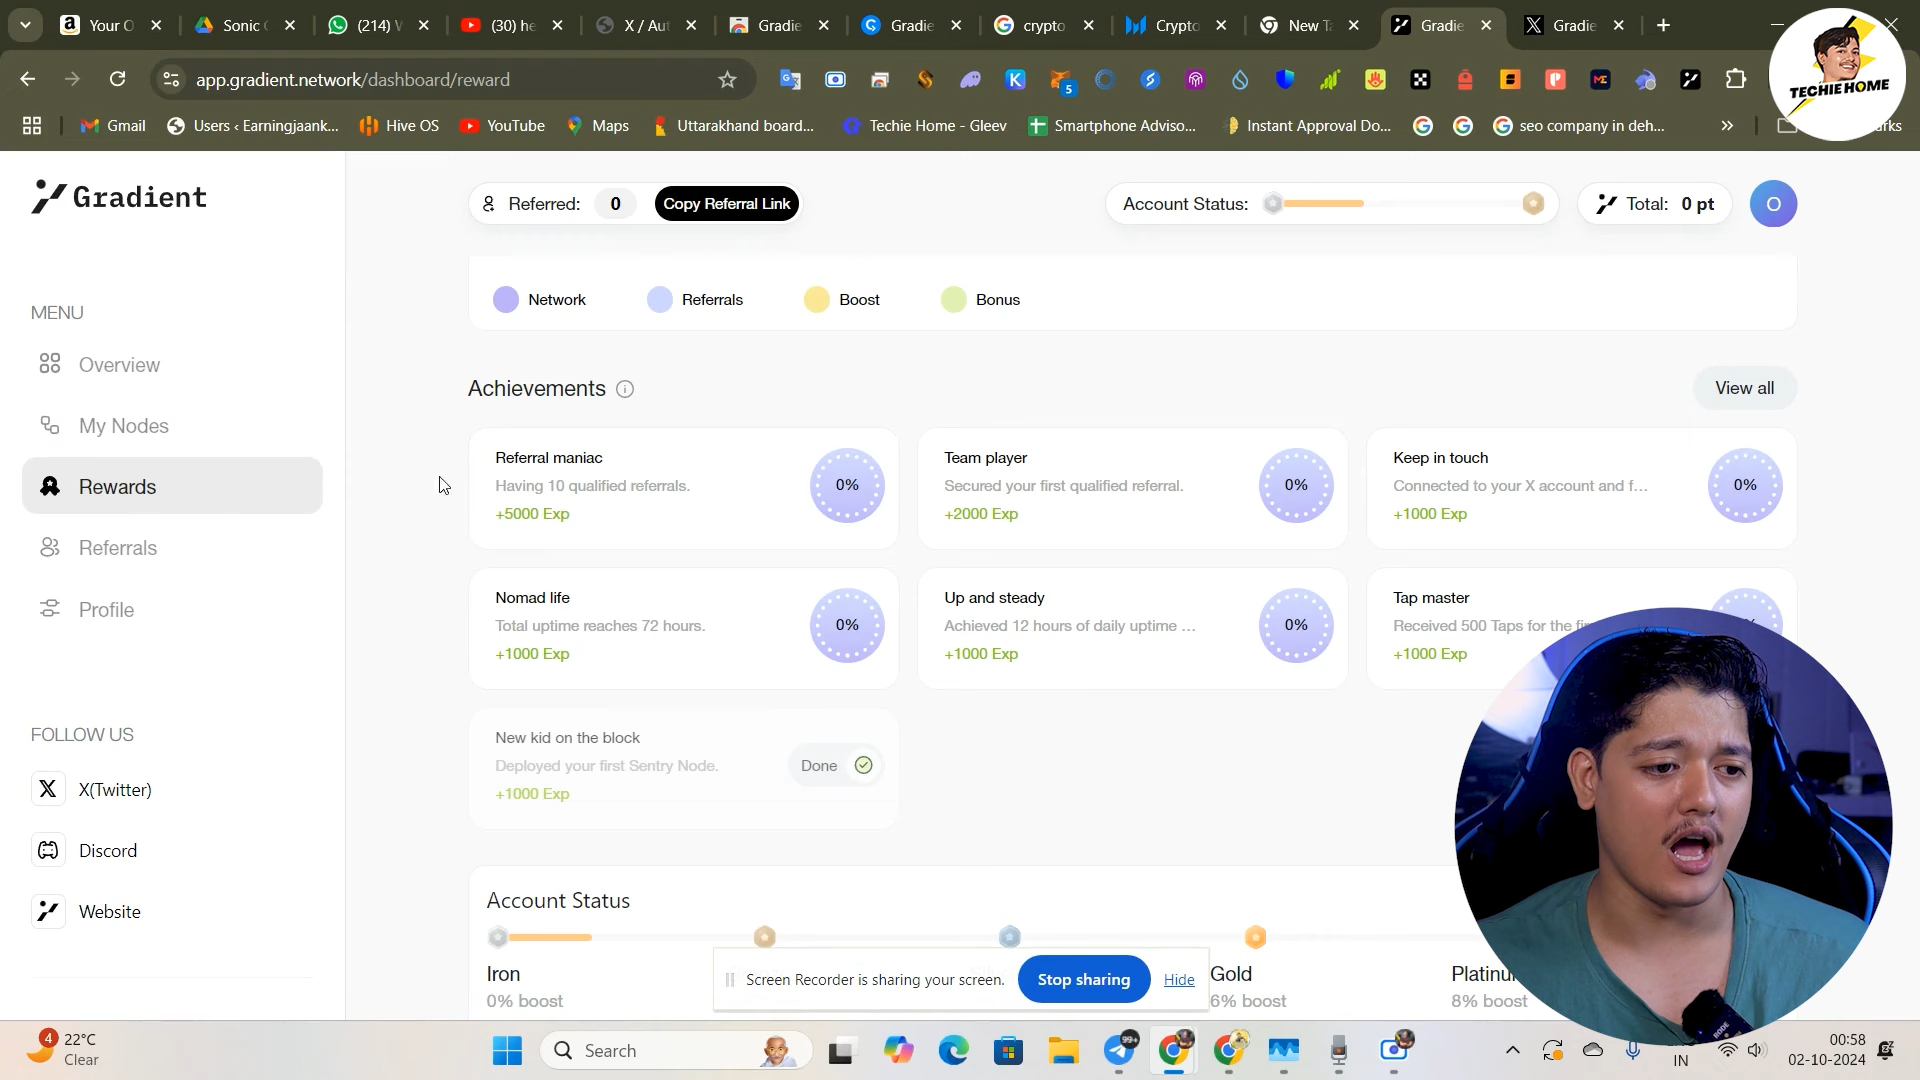 Your O
Sonic
(214) W
(30) he
X / Aut
Gradie
Gradie
crypto
Crypto
New Ta
Gradie
Gradie
app.gradient.network/dashboard/reward
5
TECHIE HOME
Gmail
Users ‹ Earningjaank...
Hive OS
YouTube
Maps
Uttarakhand board...
Techie Home - Gleev
Smartphone Adviso...
Instant Approval Do...
seo company in deh...
Gradient
Referred: 0
Copy Referral Link
Account Status:
Total: 0 pt
O
Network
Referrals
Boost
Bonus
MENU
Overview
My Nodes
Rewards
Referrals
Profile
FOLLOW US
X(Twitter)
Discord
Website
Achievements
View all
Referral maniac
Having 10 qualified referrals.
+5000 Exp
0%
Team player
Secured your first qualified referral.
+2000 Exp
0%
Keep in touch
Connected to your X account and f...
+1000 Exp
0%
Nomad life
Total uptime reaches 72 hours.
+1000 Exp
0%
Up and steady
Achieved 12 hours of daily uptime ...
+1000 Exp
0%
Tap master
Received 500 Taps for the
+1000 Exp
New kid on the block
Deployed your first Sentry Node.
+1000 Exp
Done
Account Status
Iron
0% boost
Gold
6% boost
8% boost
Screen Recorder is sharing your screen.
Stop sharing
Hide
4
22°C
Clear
Search
99+
IN
00:58
02-10-2024
RODE